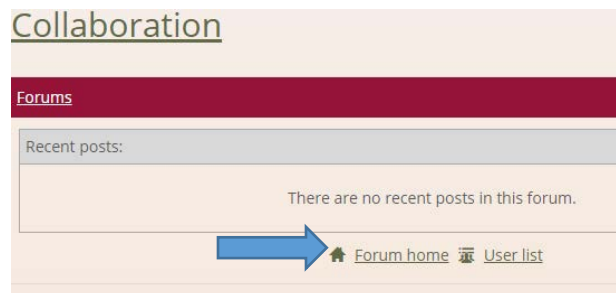 Collaboration
Forums
Recent posts:
There are no recent posts in this forum.
Forum home User list